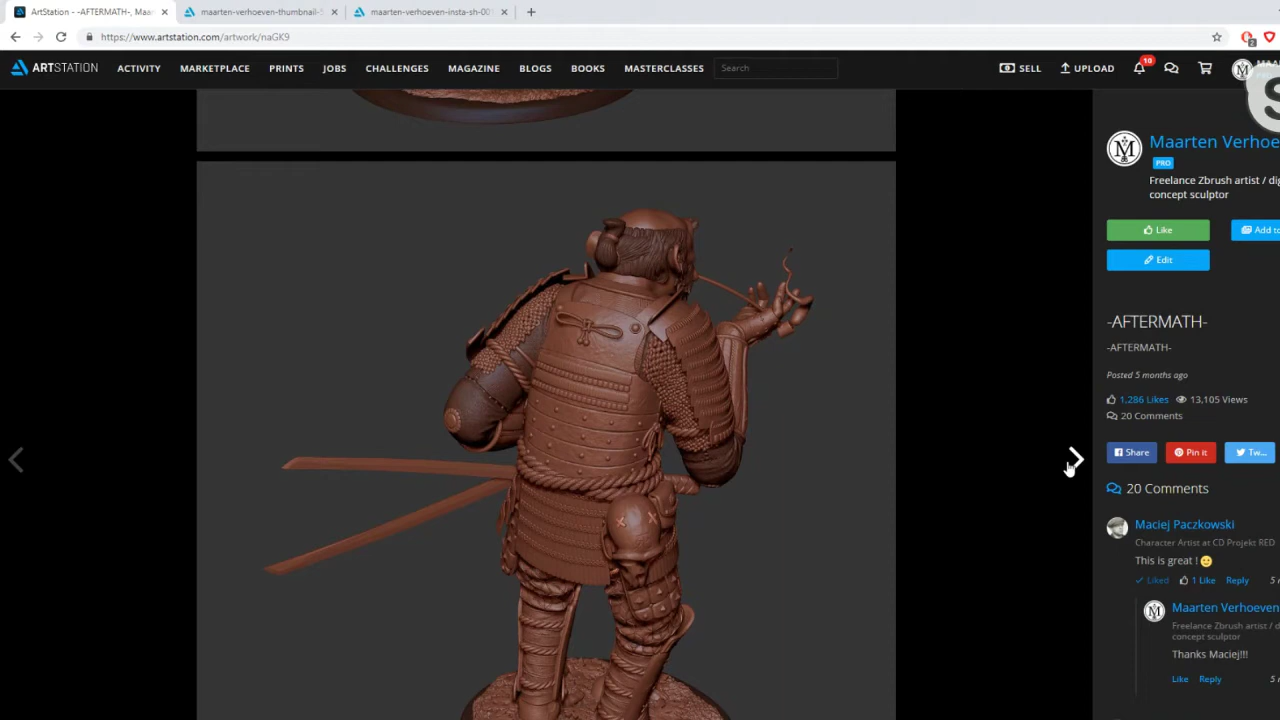 ArtStation - -AFTERMATH-, Maa
maarten-verhoeven-thumbnail-
maarten-verhoeven-insta-sh-00
https://www.artstation.com/artwork/naGK9
2
ARTSTATION
ACTIVITY
MARKETPLACE
PRINTS
JOBS
CHALLENGES
MAGAZINE
BLOGS
BOOKS
MASTERCLASSES
Search
SELL
UPLOAD
10
M
S
M
Maarten Verhoe
PRO
Freelance Zbrush artist / dig
concept sculptor
Like
Add to
Edit
-AFTERMATH-
-AFTERMATH-
Posted 5 months ago
1,286 Likes 13,105 Views
20 Comments
Share
Pin it
Tw...
20 Comments
Maciej Paczkowski
Character Artist at CD Projekt RED
This is great !
Liked 1 Like Reply 5
M
Maarten Verhoeven
Freelance Zbrush artist / d
concept sculptor
Thanks Maciej!!!
Like Reply 5